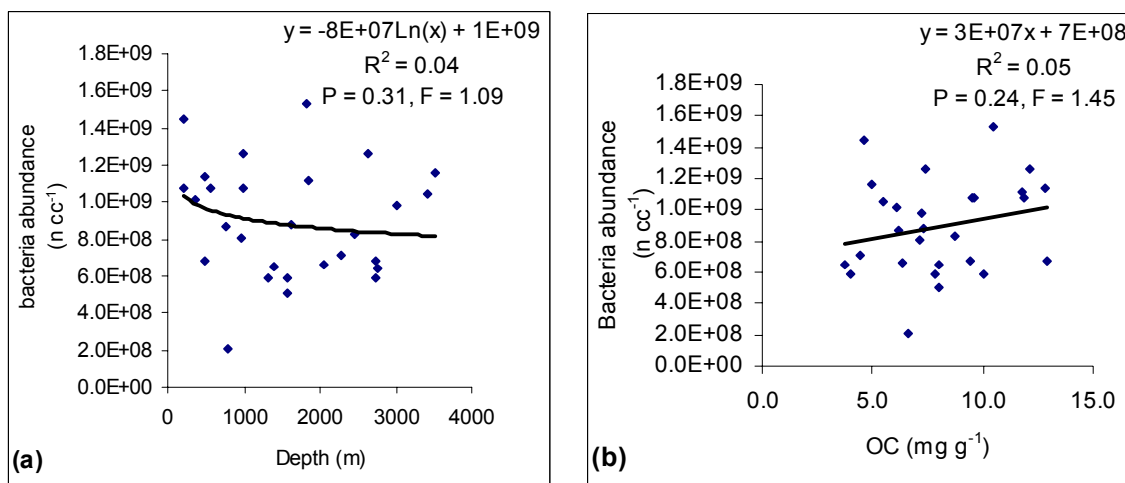 y = -8E+07Ln(x) + 1E+09
R² = 0.04
P = 0.31, F = 1.09
1.8E+09
1.6E+09
1.4E+09
1.2E+09
1.0E+09
8.0E+08
6.0E+08
4.0E+08
2.0E+08
0.0E+00
bacteria abundance
(n cc⁻¹)
0 1000 2000 3000 4000
Depth (m)
(a)
y = 3E+07x + 7E+08
R² = 0.05
P = 0.24, F = 1.45
1.8E+09
1.6E+09
1.4E+09
1.2E+09
1.0E+09
8.0E+08
6.0E+08
4.0E+08
2.0E+08
0.0E+00
Bacteria abundance
(n cc⁻¹)
0.0 5.0 10.0 15.0
OC (mg g⁻¹)
(b)